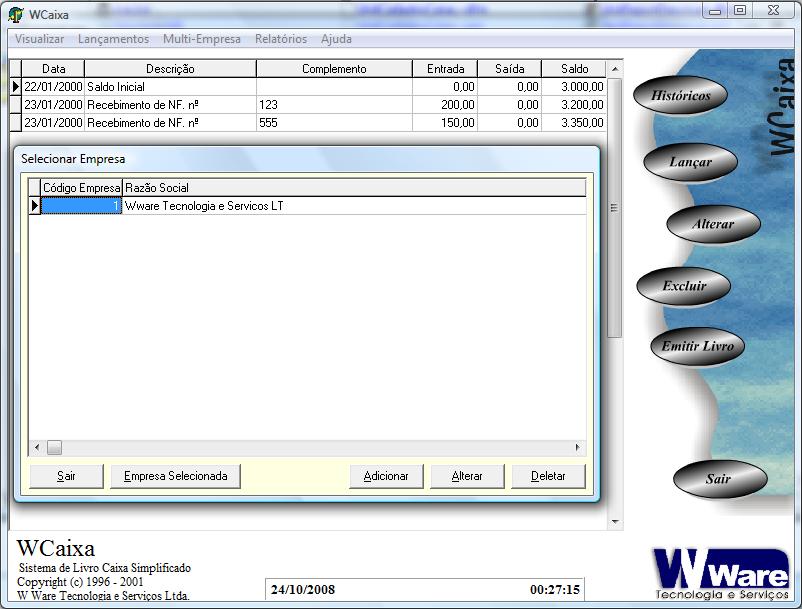 WCaixa
Visualizar Lançamentos Multi-Empresa Relatórios Ajuda
Data Descrição Complemento Entrada Saída Saldo
22/01/2000 Saldo Inicial 0,00 0,00 3.000,00
23/01/2000 Recebimento de NF. nº 123 200,00 0,00 3.200,00
23/01/2000 Recebimento de NF. nº 555 150,00 0,00 3.350,00
Selecionar Empresa
Código Empresa Razão Social
1 Wware Tecnologia e Servicos LT
Sair Empresa Selecionada Adicionar Alterar Deletar
WCaixa
Históricos
Lançar
Alterar
Excluir
Emitir Livro
Sair
WCaixa
Sistema de Livro Caixa Simplificado
Copyright (c) 1996 - 2001
W Ware Tecnologia e Serviços Ltda.
24/10/2008 00:27:15
W Ware
Tecnologia e Serviços